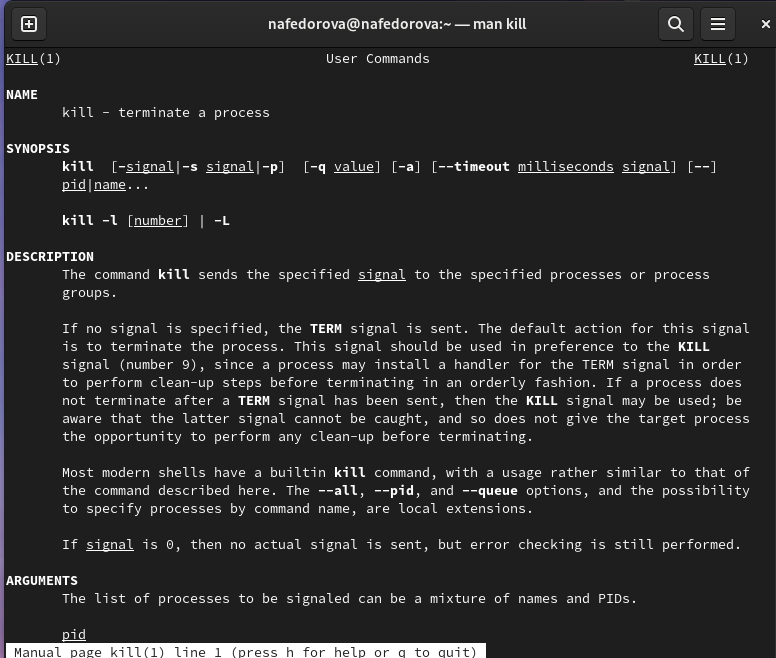 nafedorova@nafedorova:~ — man kill
KILL(1) User Commands KILL(1)
NAME
kill - terminate a process
SYNOPSIS
kill [-signal|-s signal|-p] [-q value] [-a] [--timeout milliseconds signal] [--]
pid|name...
kill -l [number] | -L
DESCRIPTION
The command kill sends the specified signal to the specified processes or process
groups.
If no signal is specified, the TERM signal is sent. The default action for this signal
is to terminate the process. This signal should be used in preference to the KILL
signal (number 9), since a process may install a handler for the TERM signal in order
to perform clean-up steps before terminating in an orderly fashion. If a process does
not terminate after a TERM signal has been sent, then the KILL signal may be used; be
aware that the latter signal cannot be caught, and so does not give the target process
the opportunity to perform any clean-up before terminating.
Most modern shells have a builtin kill command, with a usage rather similar to that of
the command described here. The --all, --pid, and --queue options, and the possibility
to specify processes by command name, are local extensions.
If signal is 0, then no actual signal is sent, but error checking is still performed.
ARGUMENTS
The list of processes to be signaled can be a mixture of names and PIDs.
pid
Manual page kill(1) line 1 (press h for help or q to quit)